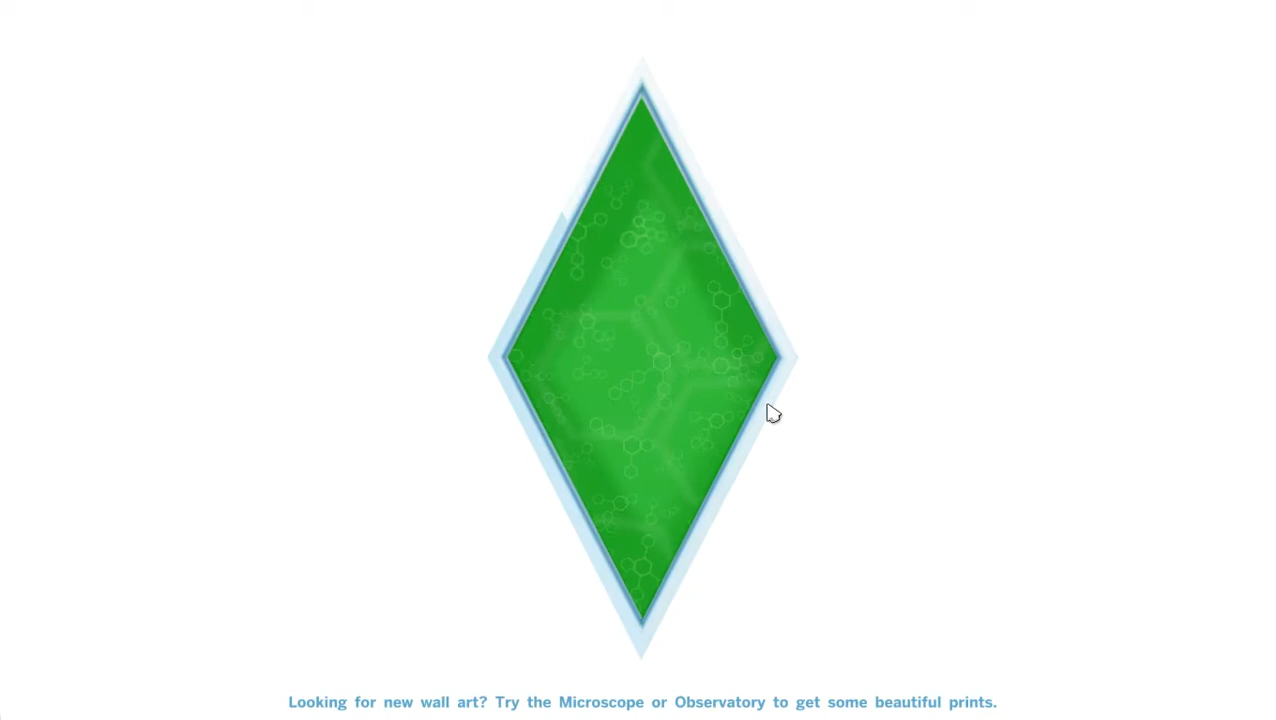 Looking for new wall art? Try the Microscope or Observatory to get some beautiful prints.